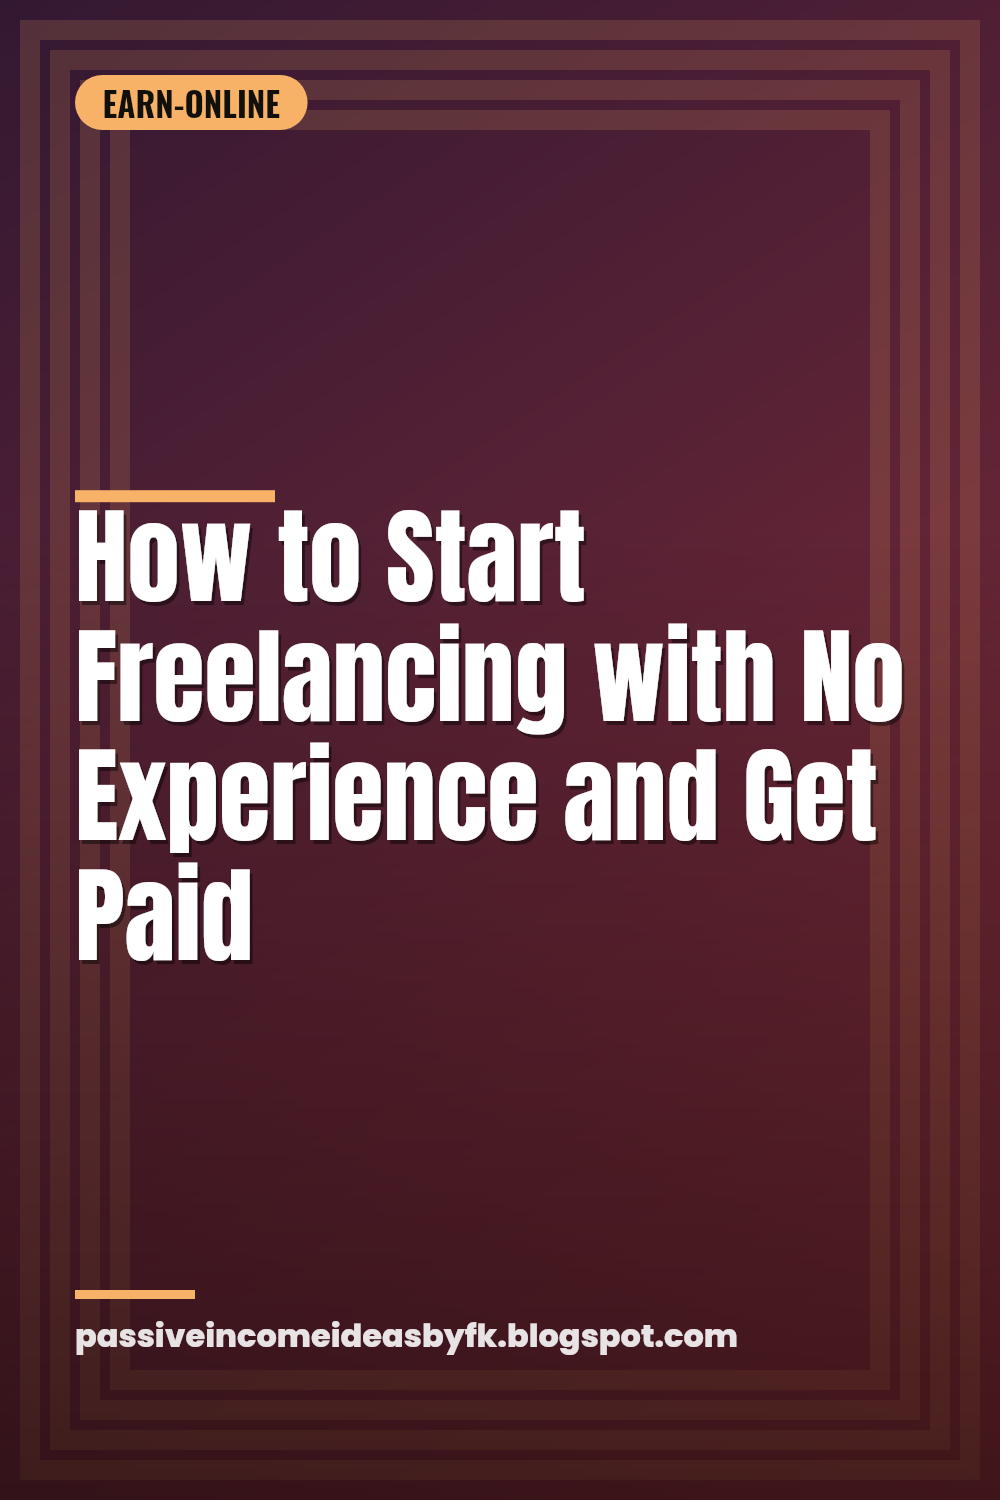 EARN-ONLINE
How to Start
Freelancing with No
Experience and Get
Paid
passiveincomeideasbyfk.blogspot.com